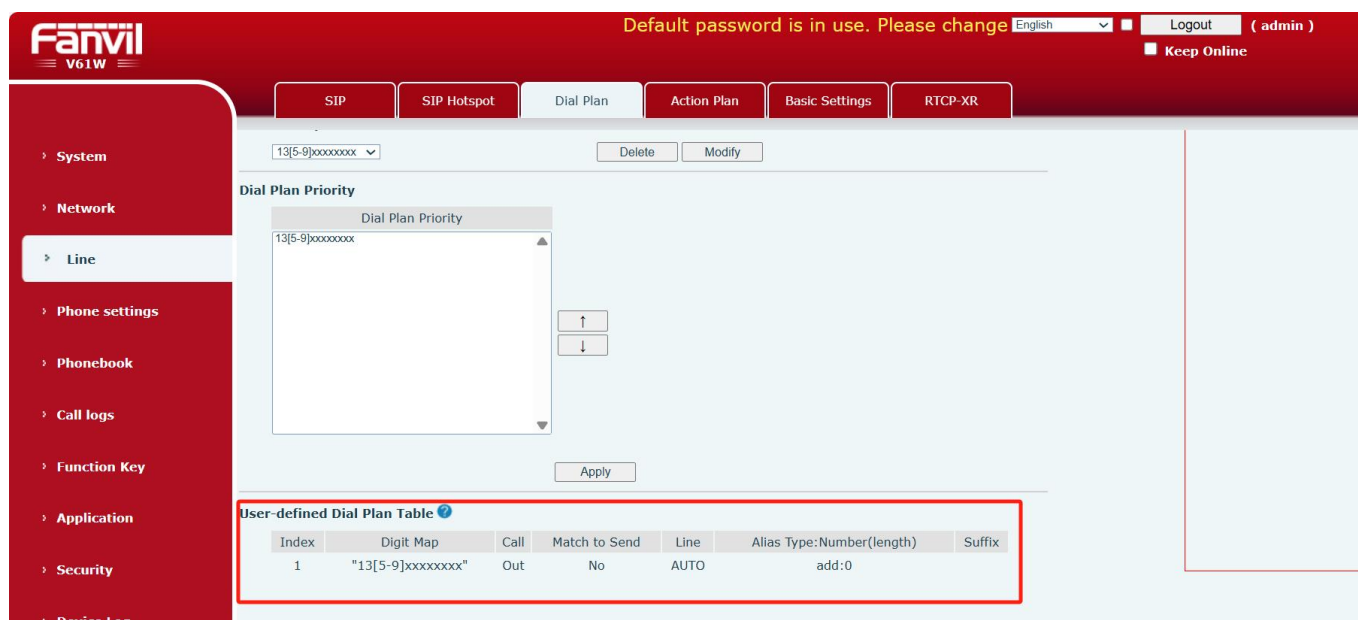 Fanvil
V61W
Default password is in use. Please change
English
Logout
( admin )
Keep Online
SIP
SIP Hotspot
Dial Plan
Action Plan
Basic Settings
RTCP-XR
System
Network
Line
Phone settings
Phonebook
Call logs
Function Key
Application
Security
13[5-9]xxxxxxxx
Delete
Modify
Dial Plan Priority
Dial Plan Priority
13[5-9]xxxxxxxx
↑
↓
Apply
User-defined Dial Plan Table ?
Index Digit Map Call Match to Send Line Alias Type:Number(length) Suffix
1 "13[5-9]xxxxxxxx" Out No AUTO add:0